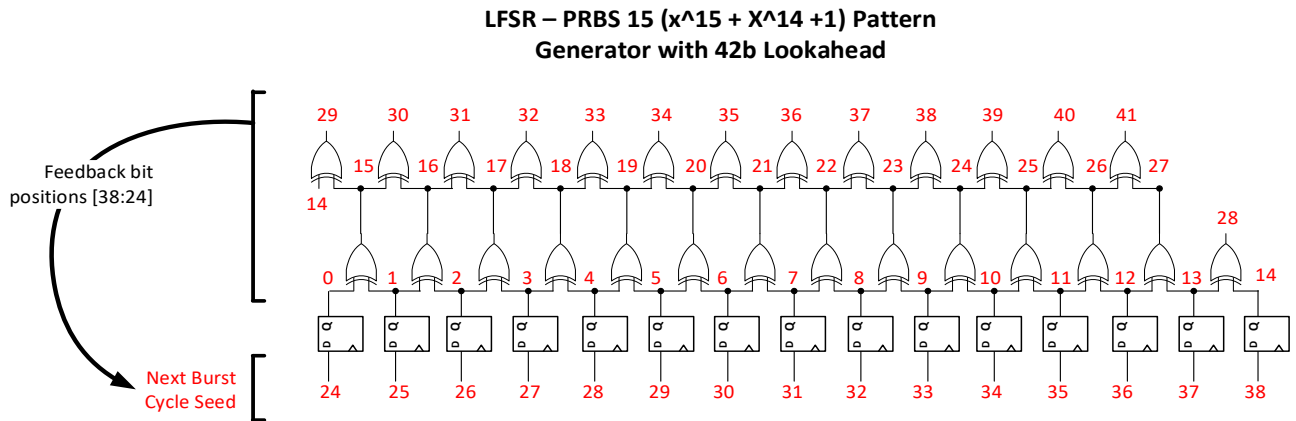 LFSR – PRBS 15 (x^15 + X^14 +1) Pattern
Generator with 42b Lookahead
29 30 31 32 33 34 35 36 37 38 39 40 41
15 16 17 18 19 20 21 22 23 24 25 26 27
Feedback bit
positions [38:24]
14
28
0 1 2 3 4 5 6 7 8 9 10 11 12 13 14
D Q D Q D Q D Q D Q D Q D Q D Q D Q D Q D Q D Q D Q D Q D Q
Next Burst
Cycle Seed
24 25 26 27 28 29 30 31 32 33 34 35 36 37 38